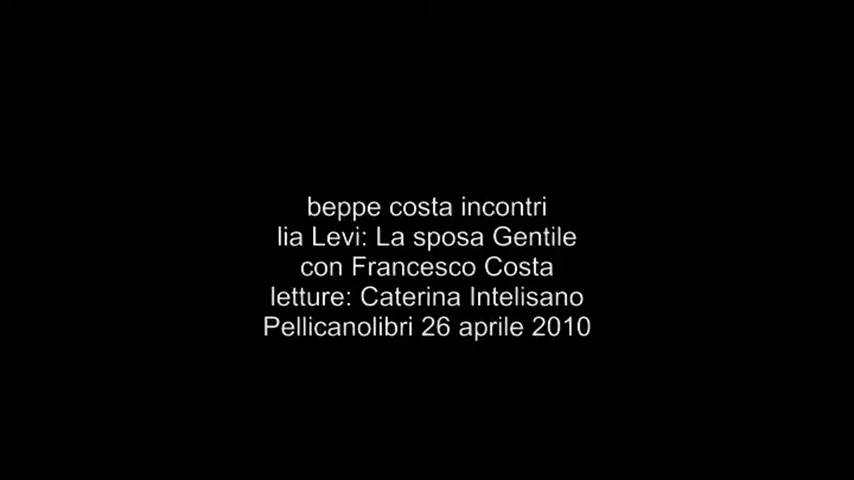 beppe costa incontri
lia Levi: La sposa Gentile
con Francesco Costa
letture: Caterina Intelisano
Pellicanolibri 26 aprile 2010